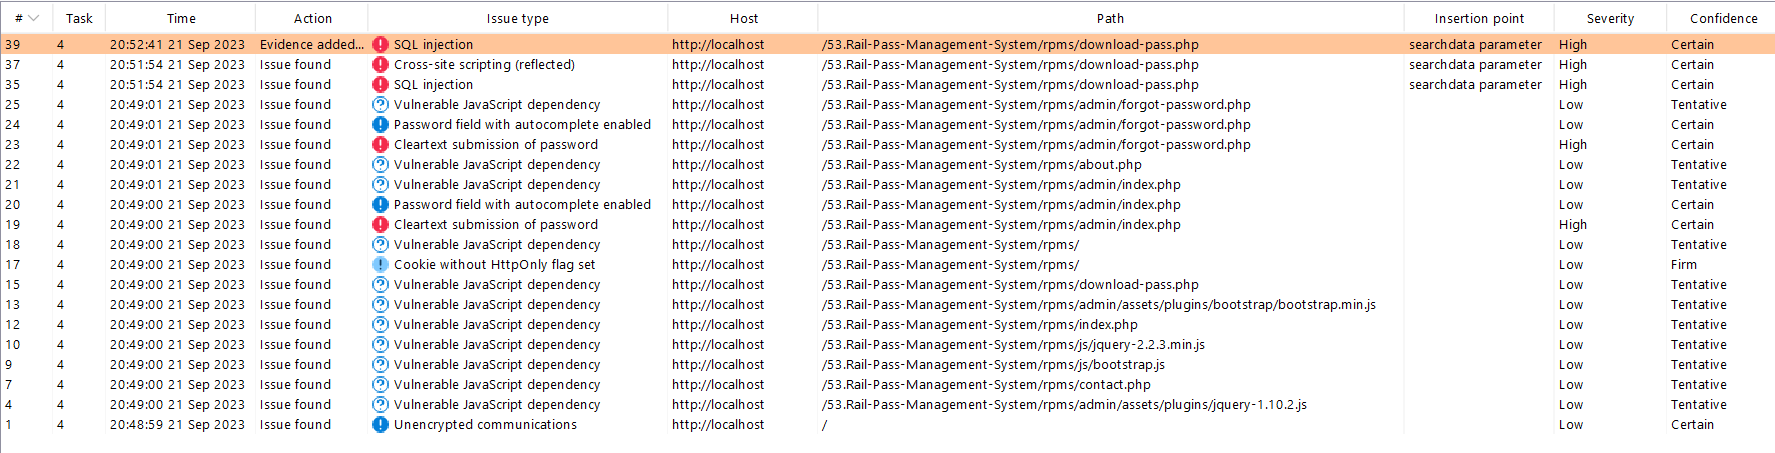 # Task Time Action Issue type Host Path Insertion point Severity Confidence
39 4 20:52:41 21 Sep 2023 Evidence added... SQL injection http://localhost /53.Rail-Pass-Management-System/rpms/download-pass.php searchdata parameter High Certain
37 4 20:51:54 21 Sep 2023 Issue found Cross-site scripting (reflected) http://localhost /53.Rail-Pass-Management-System/rpms/download-pass.php searchdata parameter High Certain
35 4 20:51:54 21 Sep 2023 Issue found SQL injection http://localhost /53.Rail-Pass-Management-System/rpms/download-pass.php searchdata parameter High Certain
25 4 20:49:01 21 Sep 2023 Issue found Vulnerable JavaScript dependency http://localhost /53.Rail-Pass-Management-System/rpms/admin/forgot-password.php Low Tentative
24 4 20:49:01 21 Sep 2023 Issue found Password field with autocomplete enabled http://localhost /53.Rail-Pass-Management-System/rpms/admin/forgot-password.php Low Certain
23 4 20:49:01 21 Sep 2023 Issue found Cleartext submission of password http://localhost /53.Rail-Pass-Management-System/rpms/admin/forgot-password.php High Certain
22 4 20:49:01 21 Sep 2023 Issue found Vulnerable JavaScript dependency http://localhost /53.Rail-Pass-Management-System/rpms/about.php Low Tentative
21 4 20:49:01 21 Sep 2023 Issue found Vulnerable JavaScript dependency http://localhost /53.Rail-Pass-Management-System/rpms/admin/index.php Low Tentative
20 4 20:49:00 21 Sep 2023 Issue found Password field with autocomplete enabled http://localhost /53.Rail-Pass-Management-System/rpms/admin/index.php Low Certain
19 4 20:49:00 21 Sep 2023 Issue found Cleartext submission of password http://localhost /53.Rail-Pass-Management-System/rpms/admin/index.php High Certain
18 4 20:49:00 21 Sep 2023 Issue found Vulnerable JavaScript dependency http://localhost /53.Rail-Pass-Management-System/rpms/ Low Tentative
17 4 20:49:00 21 Sep 2023 Issue found Cookie without HttpOnly flag set http://localhost /53.Rail-Pass-Management-System/rpms/ Low Firm
15 4 20:49:00 21 Sep 2023 Issue found Vulnerable JavaScript dependency http://localhost /53.Rail-Pass-Management-System/rpms/download-pass.php Low Tentative
13 4 20:49:00 21 Sep 2023 Issue found Vulnerable JavaScript dependency http://localhost /53.Rail-Pass-Management-System/rpms/admin/assets/plugins/bootstrap/bootstrap.min.js Low Tentative
12 4 20:49:00 21 Sep 2023 Issue found Vulnerable JavaScript dependency http://localhost /53.Rail-Pass-Management-System/rpms/index.php Low Tentative
10 4 20:49:00 21 Sep 2023 Issue found Vulnerable JavaScript dependency http://localhost /53.Rail-Pass-Management-System/rpms/js/jquery-2.2.3.min.js Low Tentative
9 4 20:49:00 21 Sep 2023 Issue found Vulnerable JavaScript dependency http://localhost /53.Rail-Pass-Management-System/rpms/js/bootstrap.js Low Tentative
7 4 20:49:00 21 Sep 2023 Issue found Vulnerable JavaScript dependency http://localhost /53.Rail-Pass-Management-System/rpms/contact.php Low Tentative
4 4 20:49:00 21 Sep 2023 Issue found Vulnerable JavaScript dependency http://localhost /53.Rail-Pass-Management-System/rpms/admin/assets/plugins/jquery-1.10.2.js Low Tentative
1 4 20:48:59 21 Sep 2023 Issue found Unencrypted communications http://localhost / Low Certain